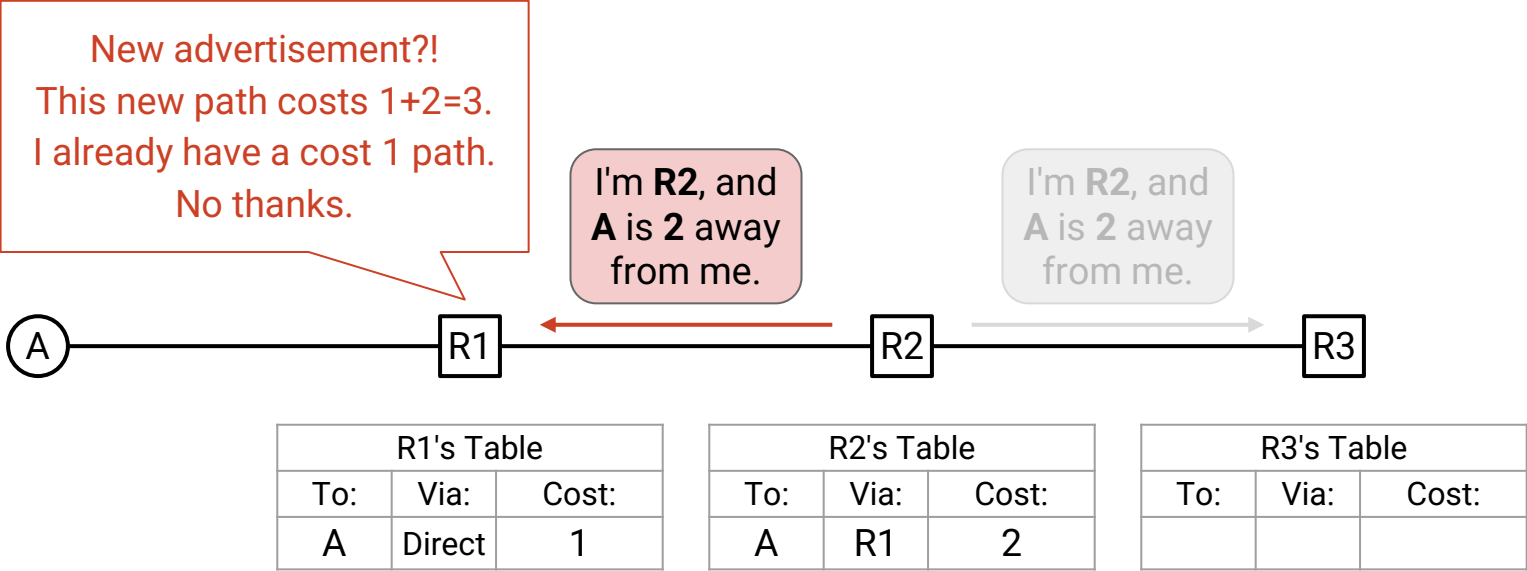 New advertisement?!
This new path costs 1+2=3.
I already have a cost 1 path.
No thanks.
I'm R2, and
A is 2 away
from me.
I'm R2, and
A is 2 away
from me.
A
R1
R2
R3
R1's Table
To: Via: Cost:
A Direct 1
R2's Table
To: Via: Cost:
A R1 2
R3's Table
To: Via: Cost: